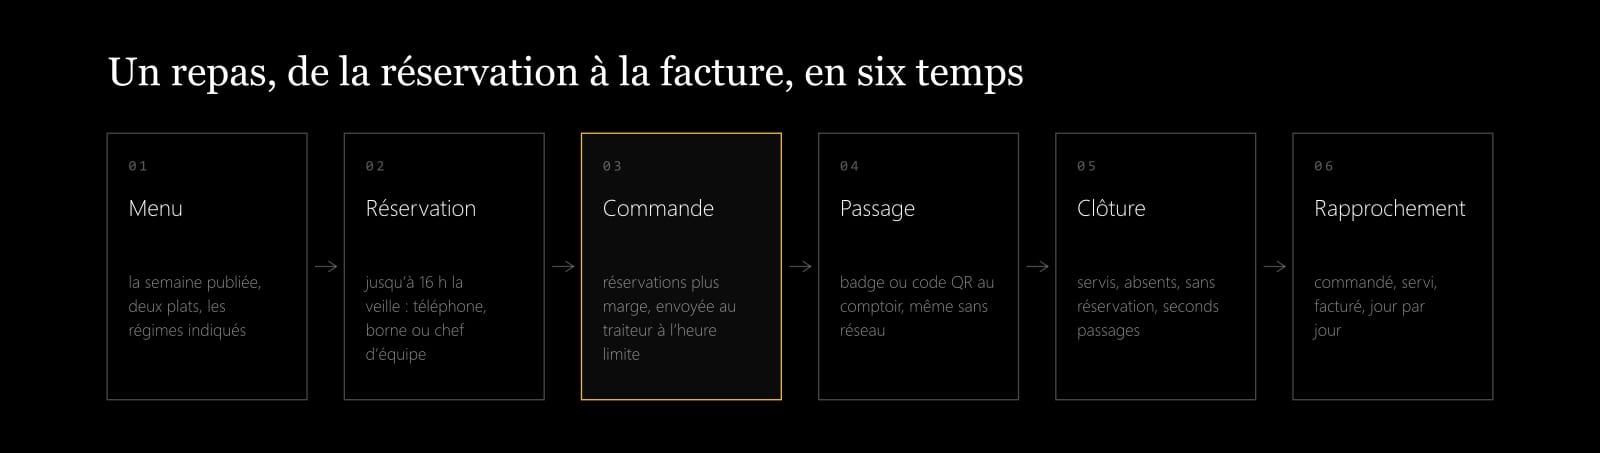 Un repas, de la réservation à la facture, en six temps
01
Menu
la semaine publiée,
deux plats, les
régimes indiqués
02
Réservation
jusqu’à 16 h la
veille : téléphone,
borne ou chef
d’équipe
03
Commande
réservations plus
marge, envoyée au
traiteur à l’heure
limite
04
Passage
badge ou code QR au
comptoir, même sans
réseau
05
Clôture
servis, absents, sans
réservation, seconds
passages
06
Rapprochement
commandé, servi,
facturé, jour par
jour